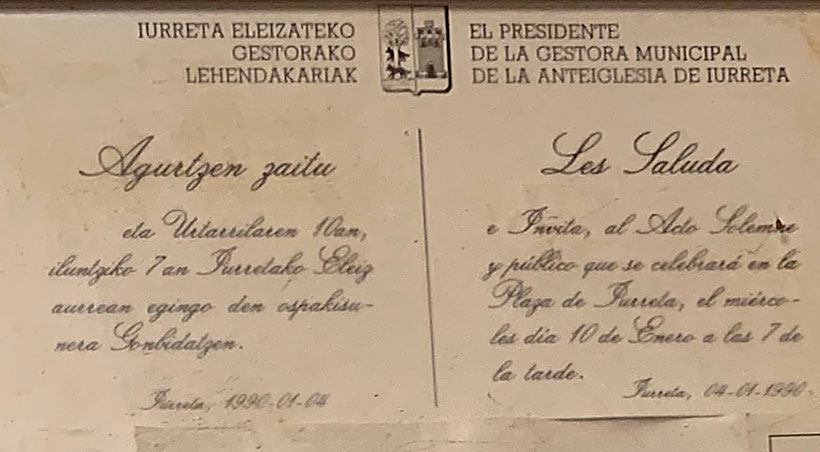 IURRETA ELEIZATEKO
GESTORAKO
LEHENDAKARIAK
Agurtzen zaitu
eta Urtarrilaren 10an,
iluntziko 7 an Iurretako Eleiz
aurrean egingo den ospakisu-
nera Gonbidatzen.
Iurreta, 1990-01-04
EL PRESIDENTE
DE LA GESTORA MUNICIPAL
DE LA ANTEIGLESIA DE IURRETA
Les Saluda
e Invita, al Acto Solemne
y público que se celebrará en la
Plaza de Iurreta, el miérco-
les día 10 de Enero a las 7 de
la tarde.
Iurreta, 04-01-1990.